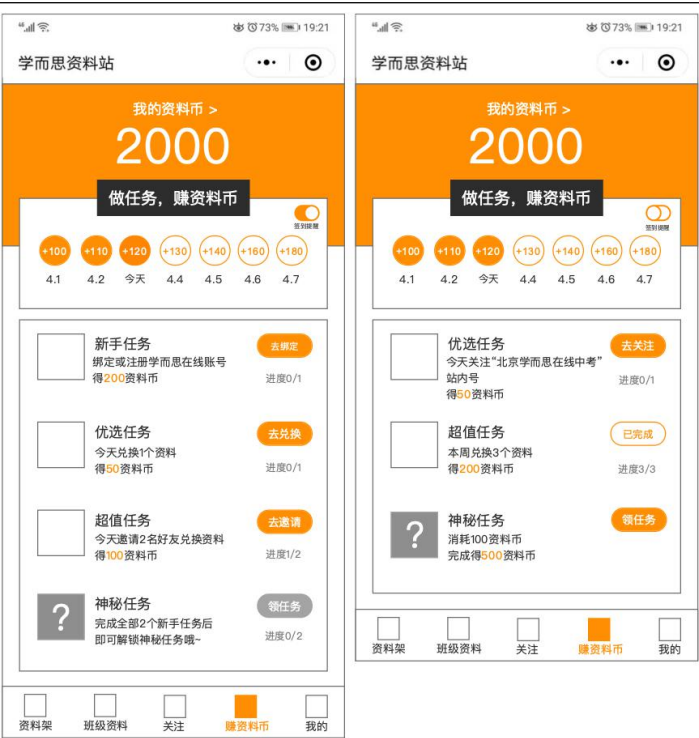 73% 19:21
学而思资料站
我的资料币 >
2000
做任务，赚资料币
签到提醒
+100 +110 +120 +130 +140 +160 +180
4.1 4.2 今天 4.4 4.5 4.6 4.7
新手任务
绑定或注册学而思在线账号
得200资料币
去绑定
进度0/1
优选任务
今天兑换1个资料
得50资料币
去兑换
进度0/1
超值任务
今天邀请2名好友兑换资料
得100资料币
去邀请
进度1/2
?
神秘任务
完成全部2个新手任务后
即可解锁神秘任务哦~
领任务
进度0/2
资料架 班级资料 关注 赚资料币 我的
73% 19:21
学而思资料站
我的资料币 >
2000
做任务，赚资料币
签到提醒
+100 +110 +120 +130 +140 +160 +180
4.1 4.2 今天 4.4 4.5 4.6 4.7
优选任务
今天关注“北京学而思在线中考”
站内号
得50资料币
去关注
进度0/1
超值任务
本周兑换3个资料
得200资料币
已完成
进度3/3
?
神秘任务
消耗100资料币
完成得500资料币
领任务
资料架 班级资料 关注 赚资料币 我的